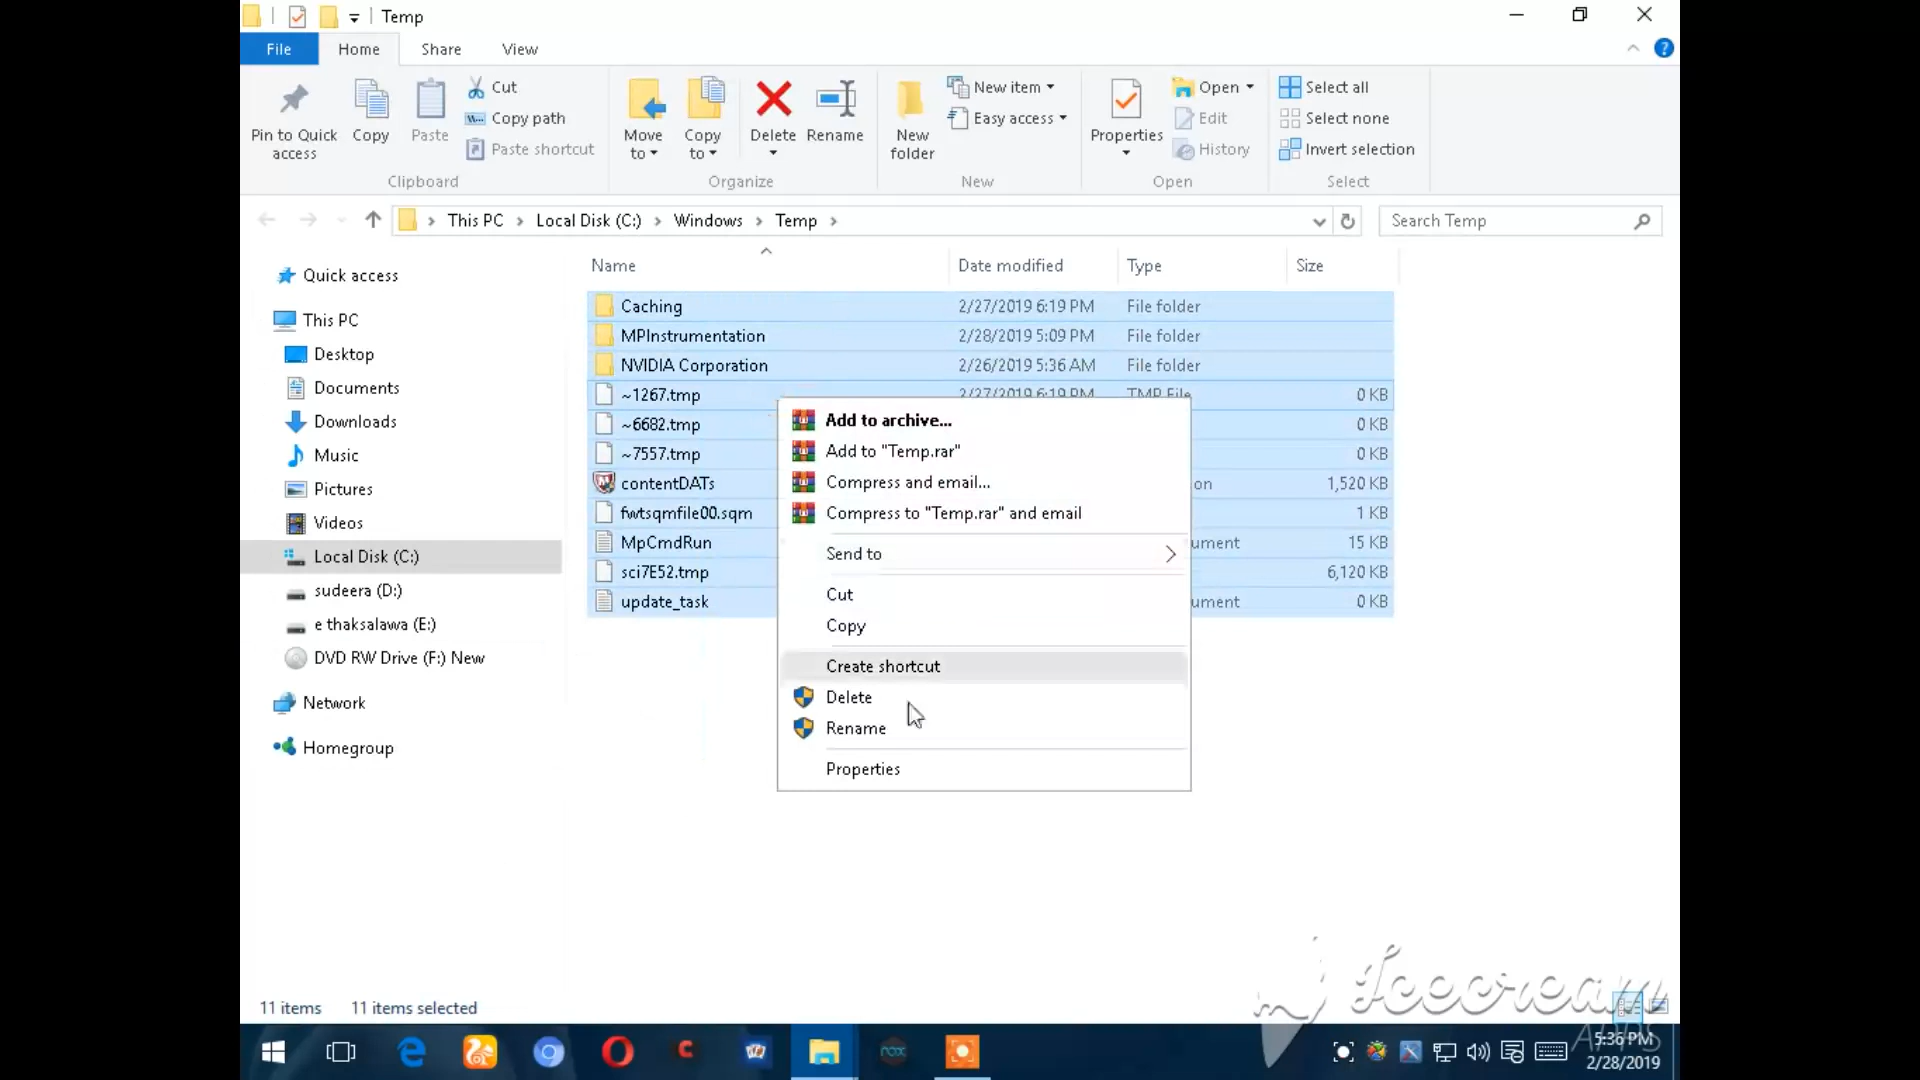 Temp
File Home Share View
Pin to Quick access
Copy
Paste
Cut
Copy path
Paste shortcut
Clipboard
Move to
Copy to
Delete
Rename
Organize
New folder
New item
Easy access
New
Properties
Open
Edit
History
Open
Select all
Select none
Invert selection
Select
This PC > Local Disk (C:) > Windows > Temp >
Search Temp
Quick access
This PC
Desktop
Documents
Downloads
Music
Pictures
Videos
Local Disk (C:)
sudeera (D:)
e thaksalawa (E:)
DVD RW Drive (F:) New
Network
Homegroup
Name Date modified Type Size
Caching 2/27/2019 6:19 PM File folder
MPInstrumentation 2/28/2019 5:09 PM File folder
NVIDIA Corporation 2/26/2019 5:36 AM File folder
~1267.tmp 2/27/2019 6:19 PM TMP File 0 KB
~6682.tmp 0 KB
~7557.tmp 0 KB
contentDATs on 1,520 KB
fwtsqmfile00.sqm 1 KB
MpCmdRun ument 15 KB
sci7E52.tmp 6,120 KB
update_task ument 0 KB
Add to archive...
Add to "Temp.rar"
Compress and email...
Compress to "Temp.rar" and email
Send to
Cut
Copy
Create shortcut
Delete
Rename
Properties
11 items 11 items selected
Icecream
APPS
nox
5:36 PM
2/28/2019